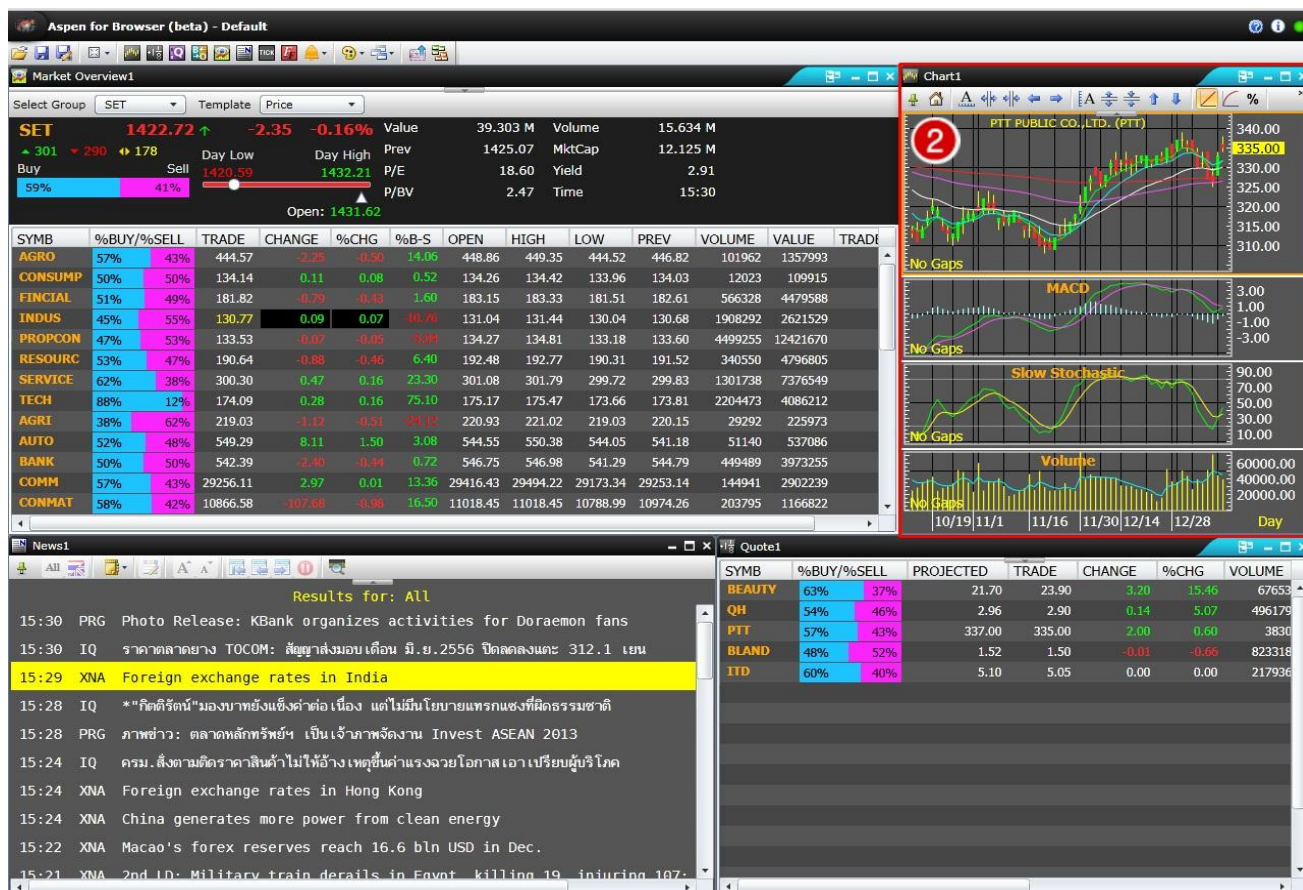 Aspen for Browser (beta) - Default
Market Overview1
Select Group SET Template Price
SET 1422.72 -2.35 -0.16% Value 39.303 M Volume 15.634 M
301 290 178 Day Low Day High Prev 1425.07 MktCap 12.125 M
Buy Sell 1420.59 1432.21 P/E 18.60 Yield 2.91
59% 41% P/BV 2.47 Time 15:30
Open: 1431.62
SYMB %BUY/%SELL TRADE CHANGE %CHG %B-S OPEN HIGH LOW PREV VOLUME VALUE
AGRO 57% 43% 444.57 -2.25 -0.50 14.06 448.86 449.35 444.52 446.82 101962 1357993
CONSUMP 50% 50% 134.14 0.11 0.08 0.52 134.26 134.42 133.96 134.03 12023 109915
FINCIAL 51% 49% 181.82 -0.79 -0.43 1.60 183.15 183.33 181.51 182.61 566328 4479588
INDUS 45% 55% 130.77 0.09 0.07 -10.76 131.04 131.44 130.04 130.68 1908292 2621529
PROPCON 47% 53% 133.53 -0.07 -0.05 134.27 134.81 133.18 133.60 4499255 12421670
RESOURC 53% 47% 190.64 -0.88 -0.46 6.40 192.48 192.77 190.31 191.52 340550 4796805
SERVICE 62% 38% 300.30 0.47 0.16 23.30 301.08 301.79 299.72 299.83 1301738 7376549
TECH 88% 12% 174.09 0.28 0.16 75.10 175.17 175.47 173.66 173.81 2204473 4086212
AGRI 38% 62% 219.03 -1.12 -0.51 220.93 221.02 219.03 220.15 29292 225973
AUTO 52% 48% 549.29 8.11 1.50 3.08 544.55 550.38 544.05 541.18 51140 537086
BANK 50% 50% 542.39 -2.40 -0.44 0.72 546.75 546.98 541.29 544.79 449489 3973255
COMM 57% 43% 29256.11 2.97 0.01 13.36 29416.43 29494.22 29173.34 29253.14 144941 2902239
CONMAT 58% 42% 10866.58 -107.68 -0.98 16.50 11018.45 11018.45 10788.99 10974.26 203795 1166822
Chart1
A A %
2
PTT PUBLIC CO.,LTD. (PTT)
340.00
335.00
330.00
325.00
320.00
315.00
310.00
No Gaps
MACD
3.00
1.00
-1.00
-3.00
No Gaps
Slow Stochastic
90.00
70.00
50.00
30.00
10.00
No Gaps
Volume
60000.00
40000.00
20000.00
No Gaps
10/19 11/1 11/16 11/30 12/14 12/28 Day
News1
All
Results for: All
15:30 PRG Photo Release: KBank organizes activities for Doraemon fans
15:30 IQ ราคาตลาดยาง TOCOM: สัญญาส่งมอบเดือน มิ.ย.2556 ปิดลดลงแตะ 312.1 เยน
15:29 XNA Foreign exchange rates in India
15:28 IQ *"กิตติรัตน์"มองบาทยังแข็งค่าต่อเนื่อง แต่ไม่มีนโยบายแทรกแซงที่ผิดธรรมชาติ
15:28 PRG ภาพข่าว: ตลาดหลักทรัพย์ฯ เป็นเจ้าภาพจัดงาน Invest ASEAN 2013
15:24 IQ ครม.สั่งตามติดราคาสินค้าไม่ให้อ้างเหตุขึ้นค่าแรงฉวยโอกาสเอาเปรียบผู้บริโภค
15:24 XNA Foreign exchange rates in Hong Kong
15:24 XNA China generates more power from clean energy
15:22 XNA Macao's forex reserves reach 16.6 bln USD in Dec.
15:21 XNA 2nd LD: Military train derails in Egypt, killing 19, injuring 107:
Quote1
SYMB %BUY/%SELL PROJECTED TRADE CHANGE %CHG VOLUME
BEAUTY 63% 37% 21.70 23.90 3.20 15.46 67653
QH 54% 46% 2.96 2.90 0.14 5.07 496179
PTT 57% 43% 337.00 335.00 2.00 0.60 3830
BLAND 48% 52% 1.52 1.50 -0.01 -0.66 823318
ITD 60% 40% 5.10 5.05 0.00 0.00 217936